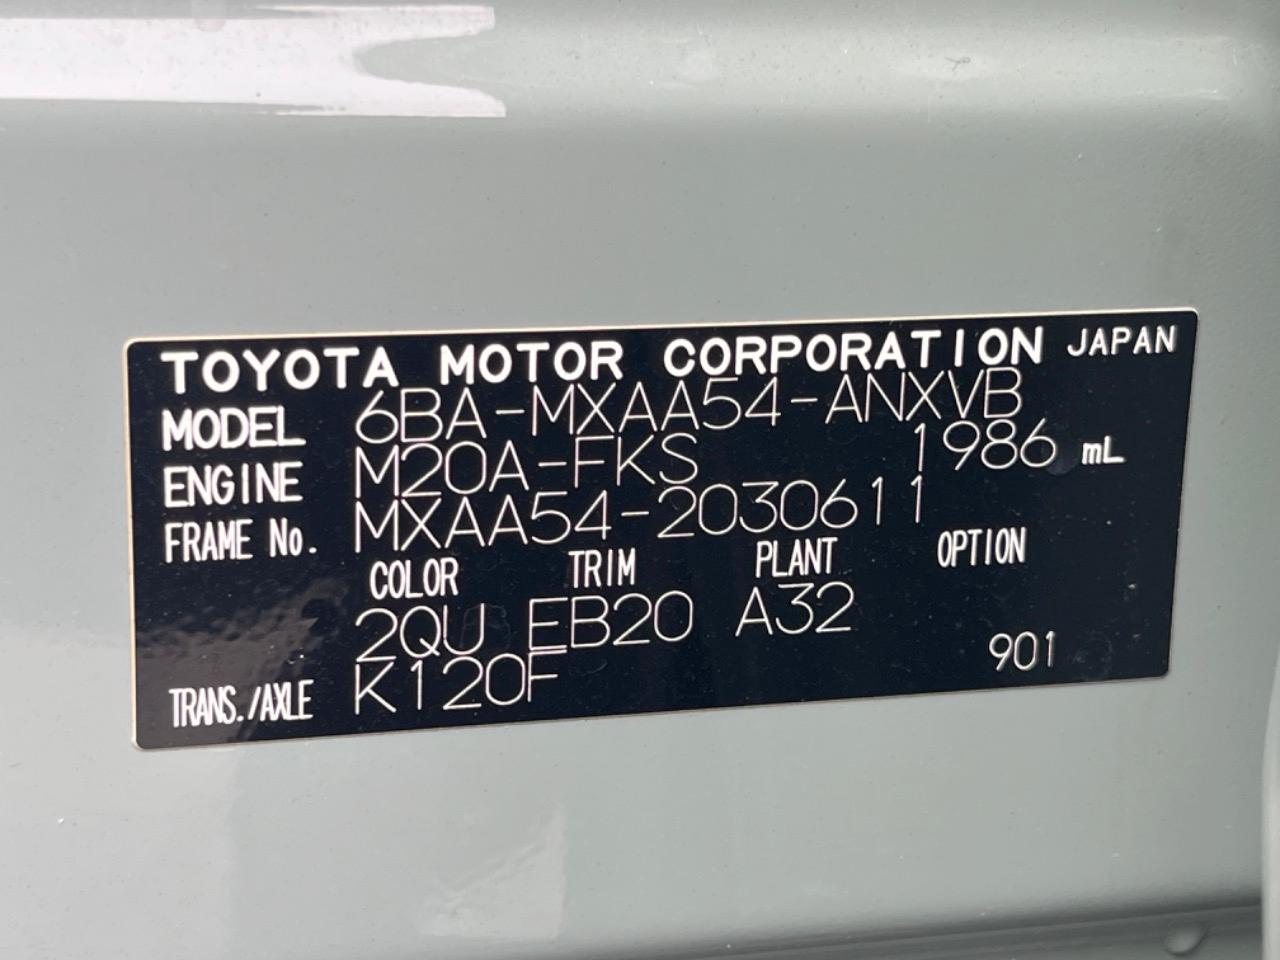 TOYOTA MOTOR CORPORATION JAPAN
MODEL 6BA-MXAA54-ANXVB
ENGINE M20A-FKS 1986 mL
FRAME No. MXAA54-2030611
COLOR TRIM PLANT OPTION
2QU EB20 A32
TRANS./AXLE K120F 901